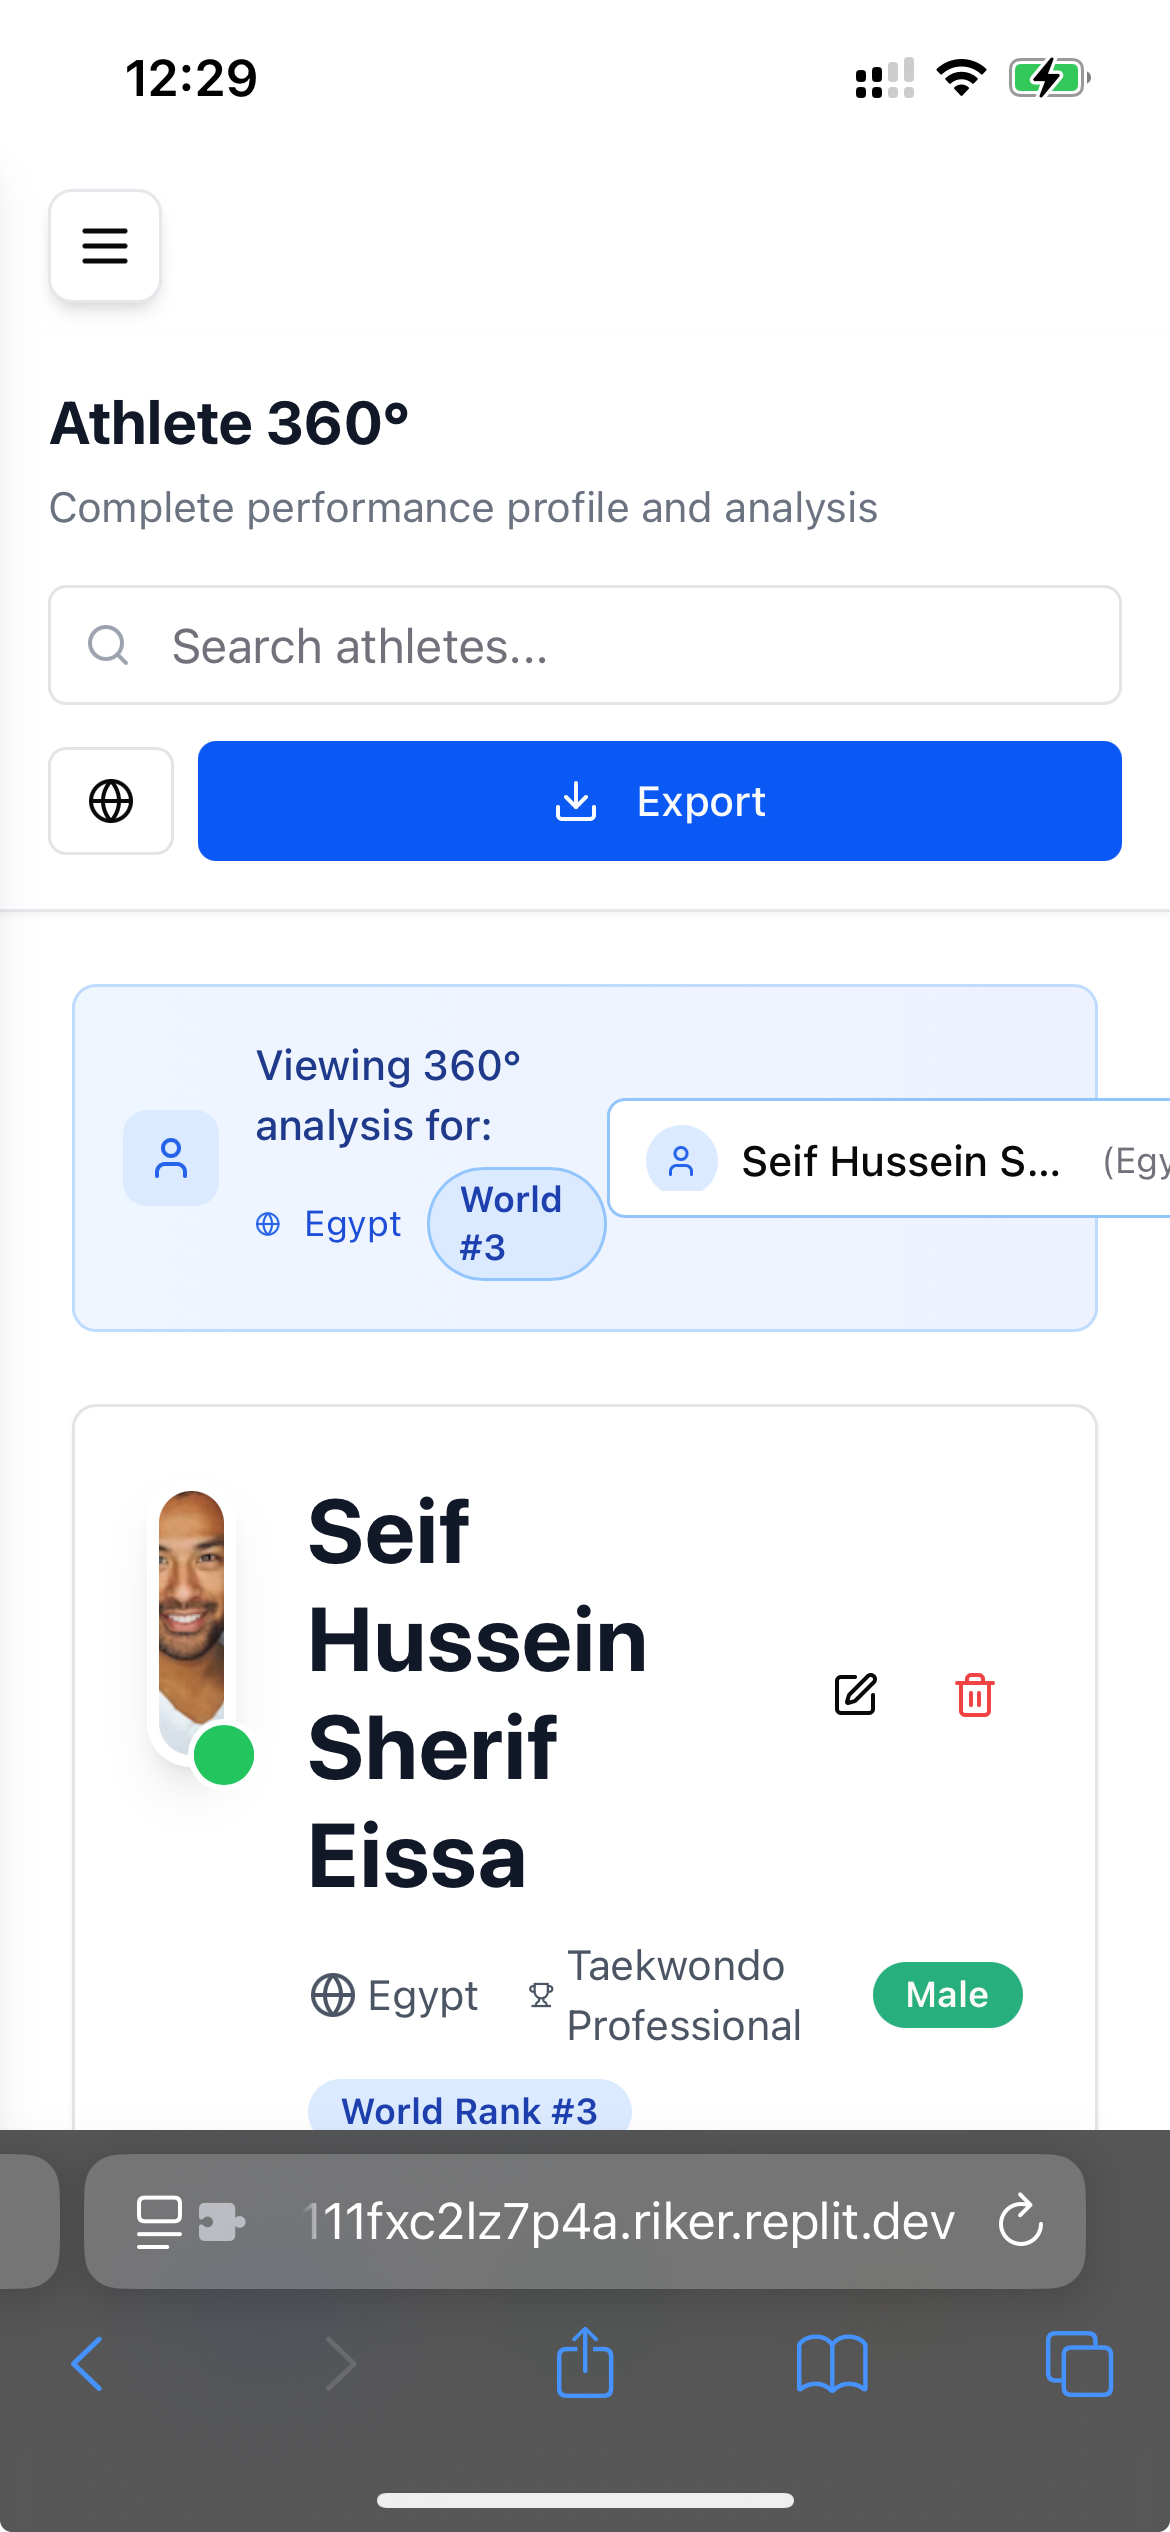 12:29
Athlete 360°
Complete performance profile and analysis
Search athletes...
Export
Viewing 360°
analysis for:
Egypt
World
#3
Seif Hussein S...
(Egy
Seif
Hussein
Sherif
Eissa
Egypt
Taekwondo
Professional
Male
World Rank #3
111fxc2lz7p4a.riker.replit.dev